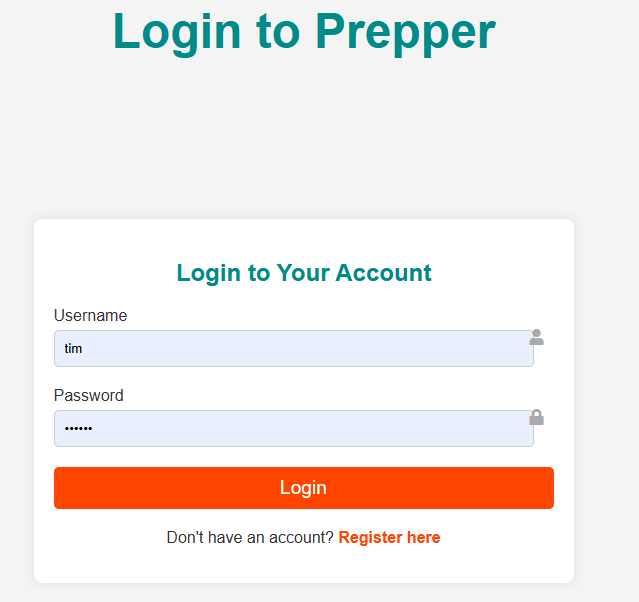 Login to Prepper
Login to Your Account
Username
tim
Password
••••••
Login
Don't have an account? Register here